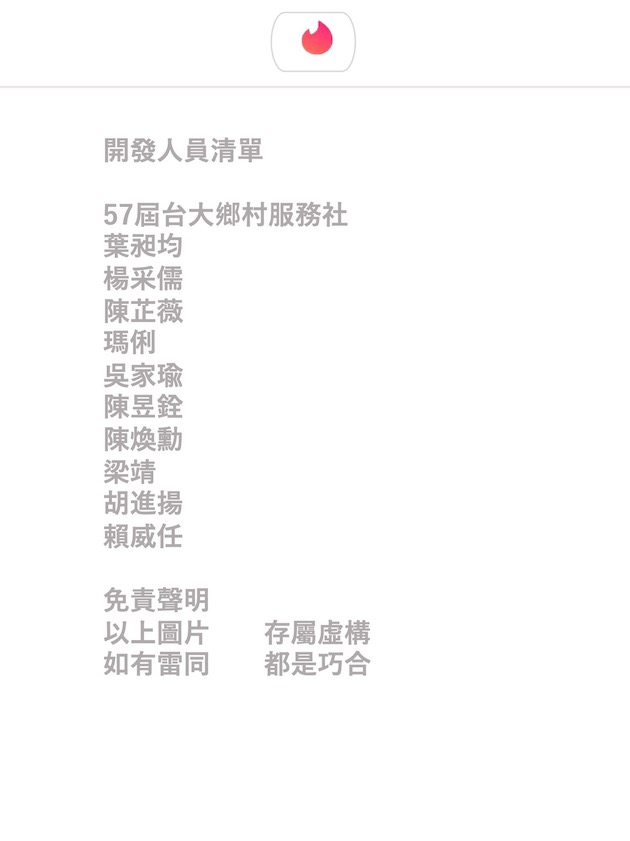 開發人員清單
57屆台大鄉村服務社
葉昶均
楊采儒
陳芷薇
瑪俐
吳家瑜
陳昱銓
陳煥勳
梁靖
胡進揚
賴威任
免責聲明
以上圖片 存屬虛構
如有雷同 都是巧合